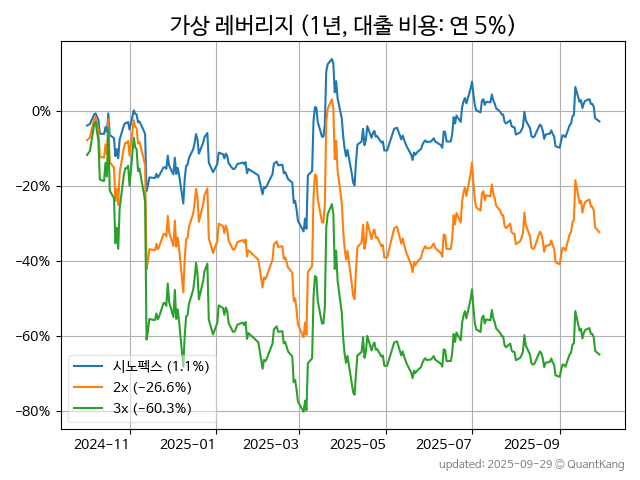 가상 레버리지 (1년, 대출 비용: 연 5%)
0%
−20%
−40%
−60%
−80%
시노펙스 (1.1%)
2x (−26.6%)
3x (−60.3%)
2024-11 2025-01 2025-03 2025-05 2025-07 2025-09
updated: 2025-09-29 © QuantKang